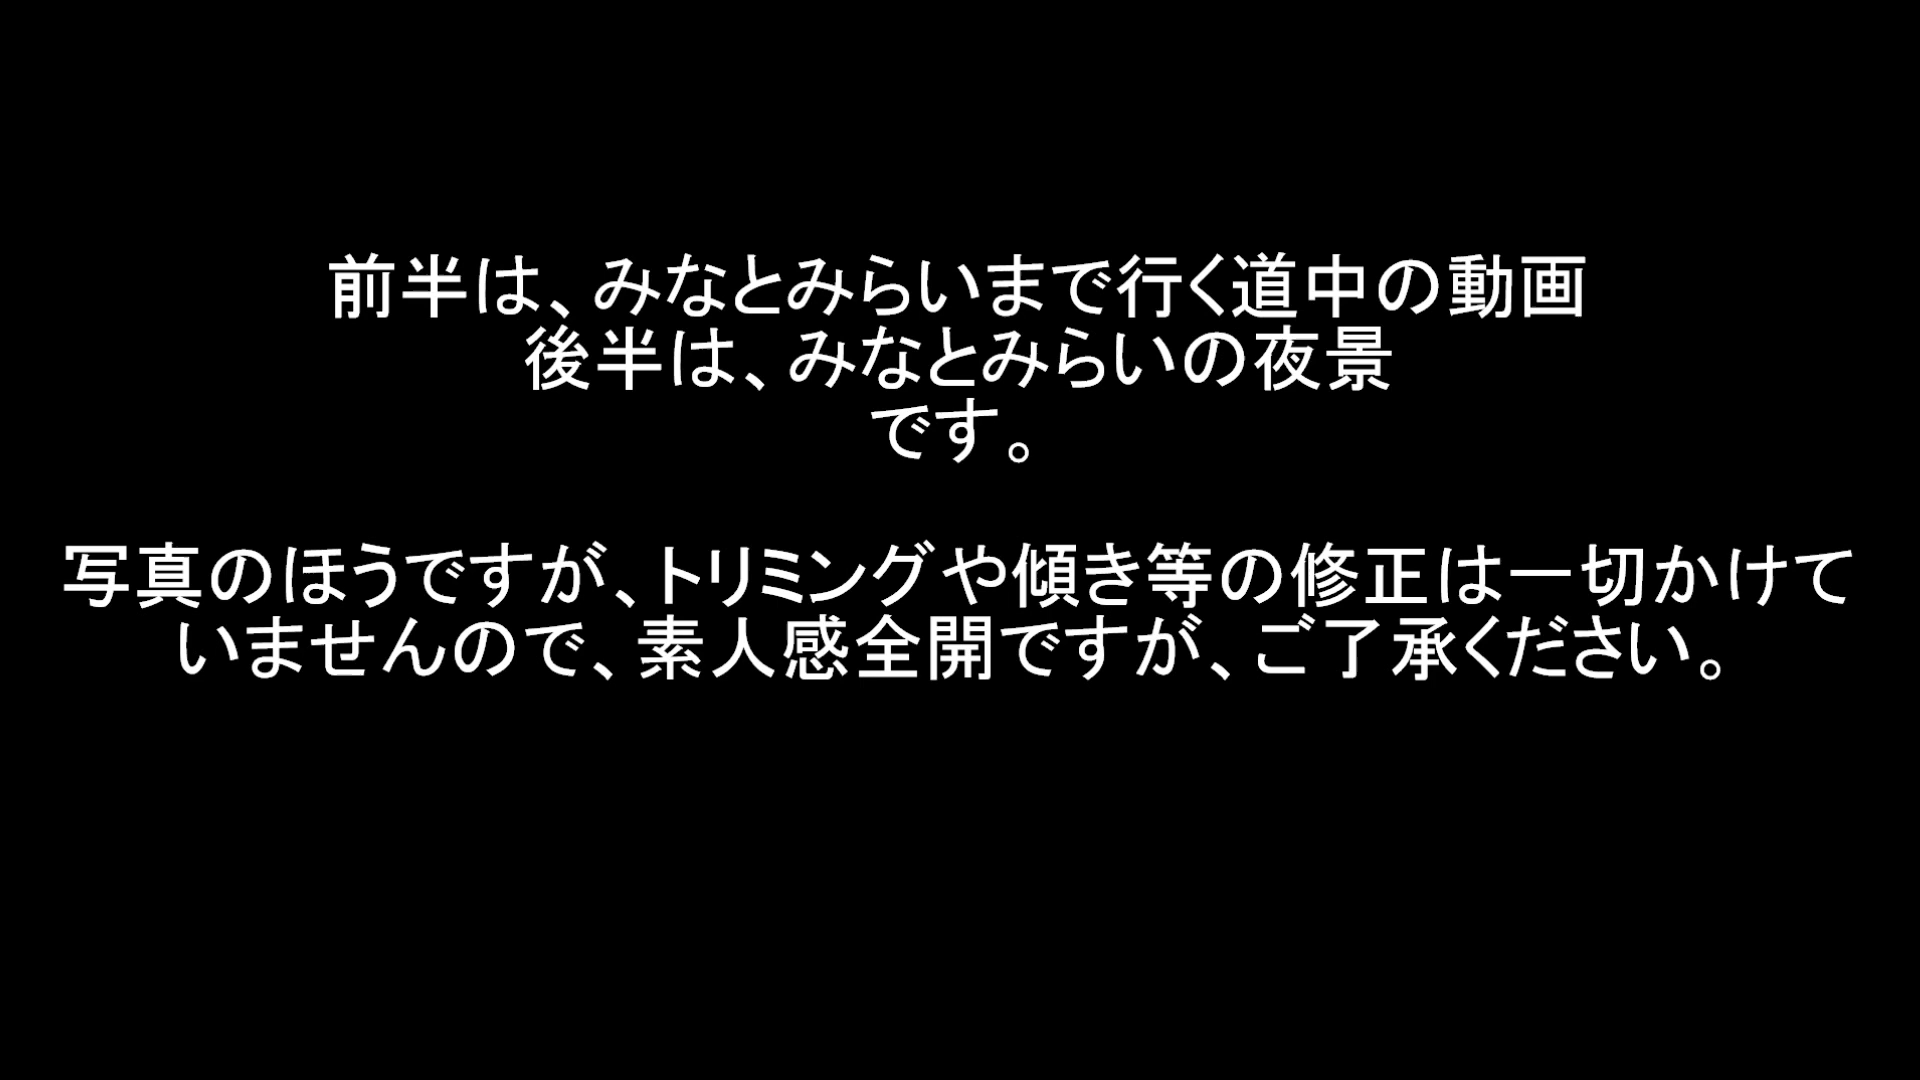 前半は、みなとみらいまで行く道中の動画
後半は、みなとみらいの夜景
です。
写真のほうですが、トリミングや傾き等の修正は一切かけて
いませんので、素人感全開ですが、ご了承ください。